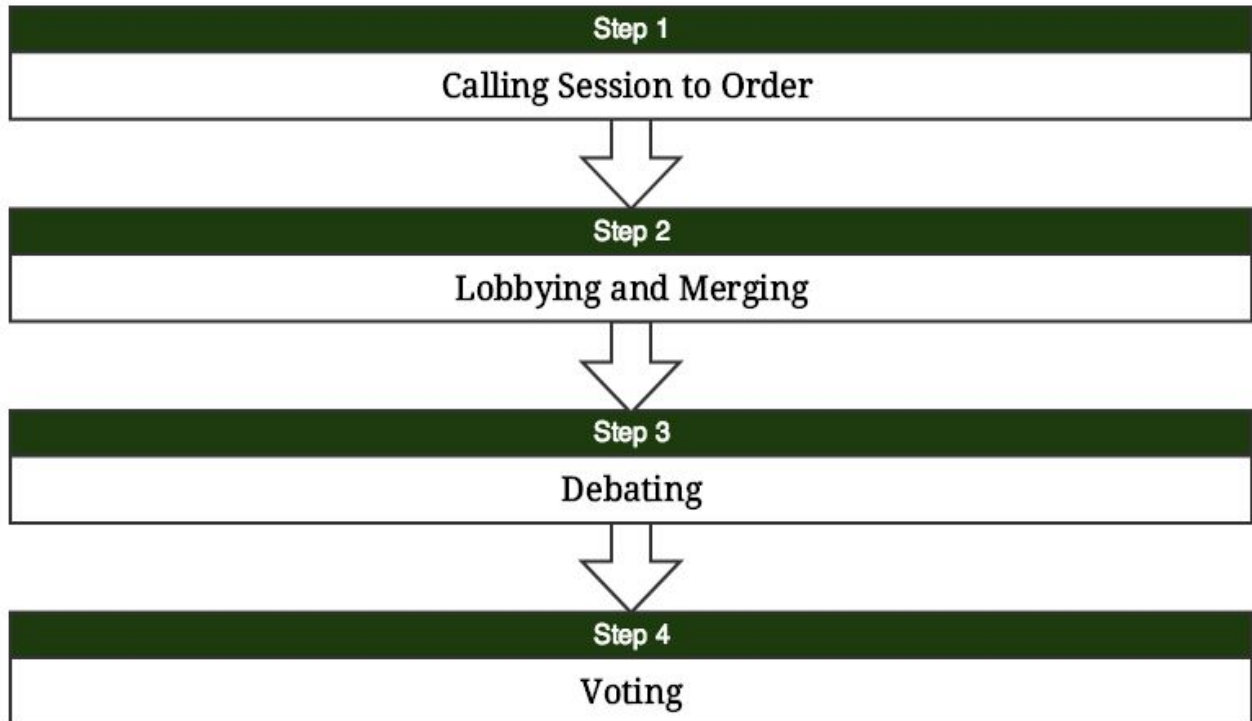 Step 1
Calling Session to Order
Step 2
Lobbying and Merging
Step 3
Debating
Step 4
Voting